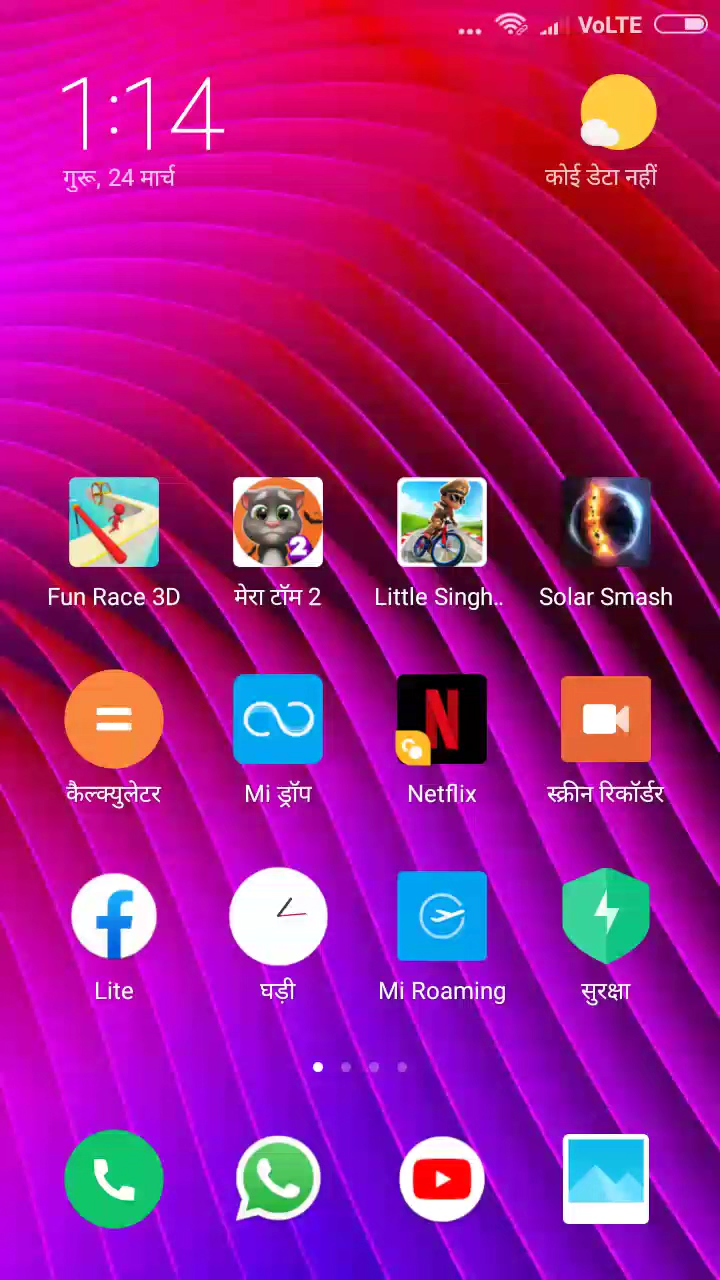 VoLTE
1:14
गुरू, 24 मार्च
कोई डेटा नहीं
Fun Race 3D
मेरा टॉम 2
Little Singh..
Solar Smash
कैल्क्युलेटर
Mi ड्रॉप
Netflix
स्क्रीन रिकॉर्डर
Lite
घड़ी
Mi Roaming
सुरक्षा